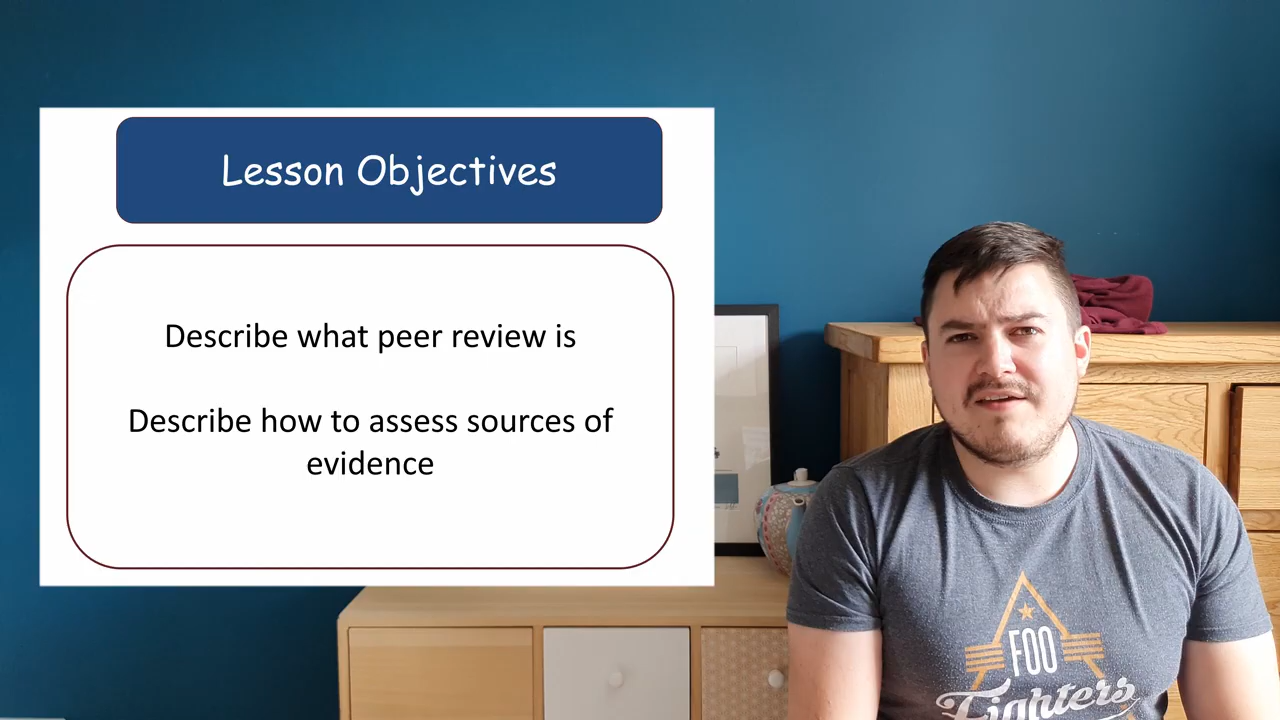 Lesson Objectives
Describe what peer review is
Describe how to assess sources of
evidence
FOO
Fighters